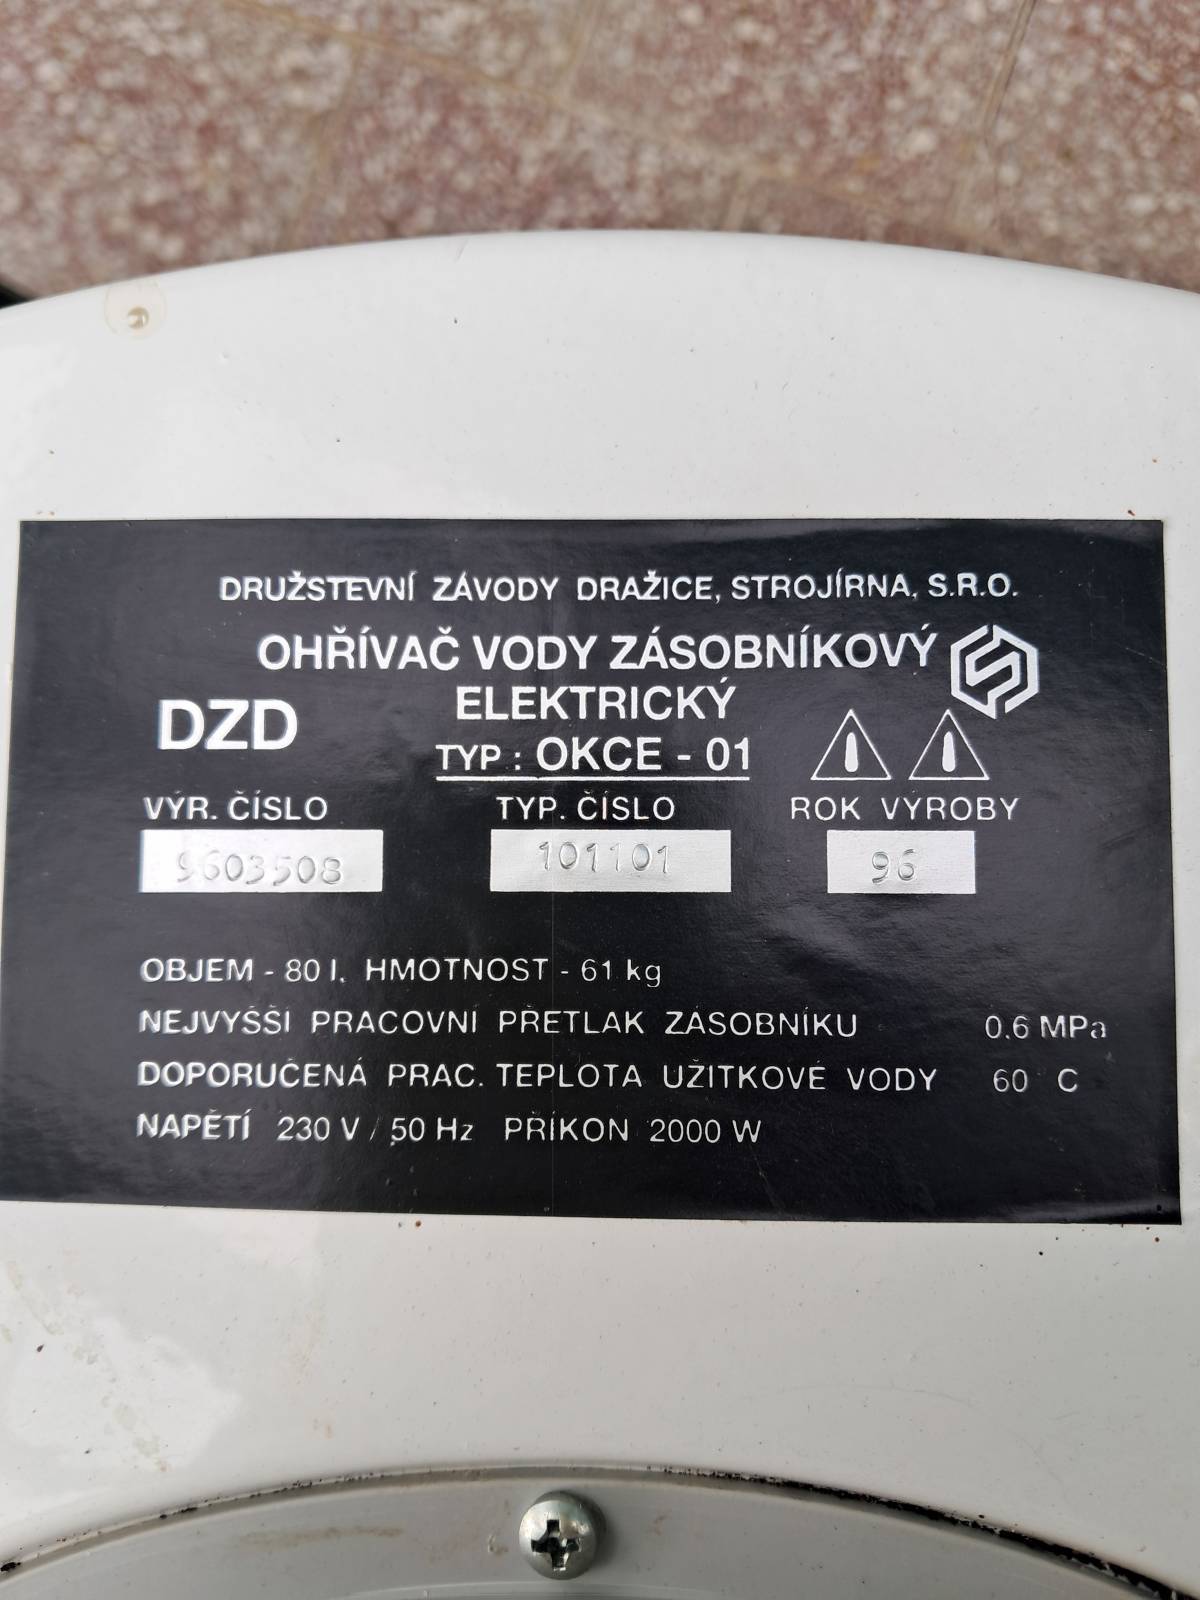 DRUŽSTEVNÍ ZÁVODY DRAŽICE, STROJÍRNA, S.R.O.
OHŘÍVAČ VODY ZÁSOBNÍKOVÝ
ELEKTRICKÝ
DZD
TYP : OKCE - 01
VÝR. ČÍSLO TYP. ČÍSLO ROK VÝROBY
9603508 101101 96
OBJEM - 80 l. HMOTNOST - 61 kg
NEJVYŠŠI PRACOVNÍ PŘETLAK ZÁSOBNÍKU 0.6 MPa
DOPORUČENÁ PRAC. TEPLOTA UŽITKOVÉ VODY 60 °C
NAPĚTÍ 230 V / 50 Hz PŘÍKON 2000 W